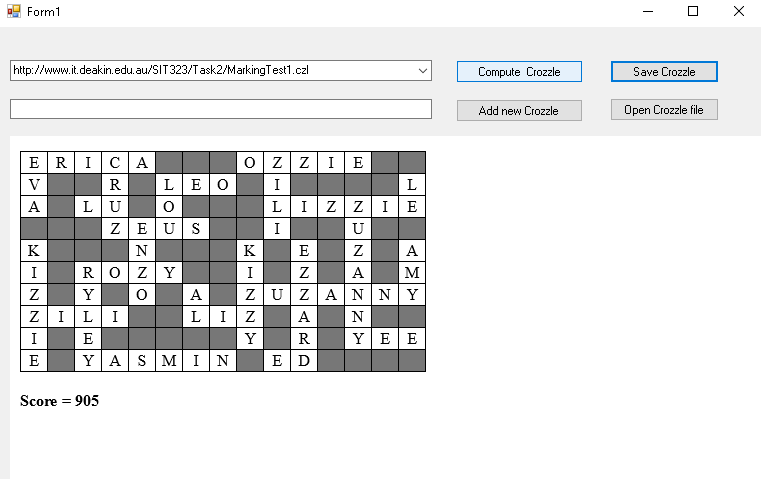 Form1
http://www.it.deakin.edu.au/SIT323/Task2/MarkingTest1.czl
Compute Crozzle
Save Crozzle
Add new Crozzle
Open Crozzle file
E R I C A O Z Z I E
V R L E O I L
A L U O L I Z Z I E
Z E U S I U
K N K E Z A
I R O Z Y I Z A M
Z Y O A Z U Z A N N Y
Z I L I L I Z A N
I E Y R Y E E
E Y A S M I N E D
Score = 905